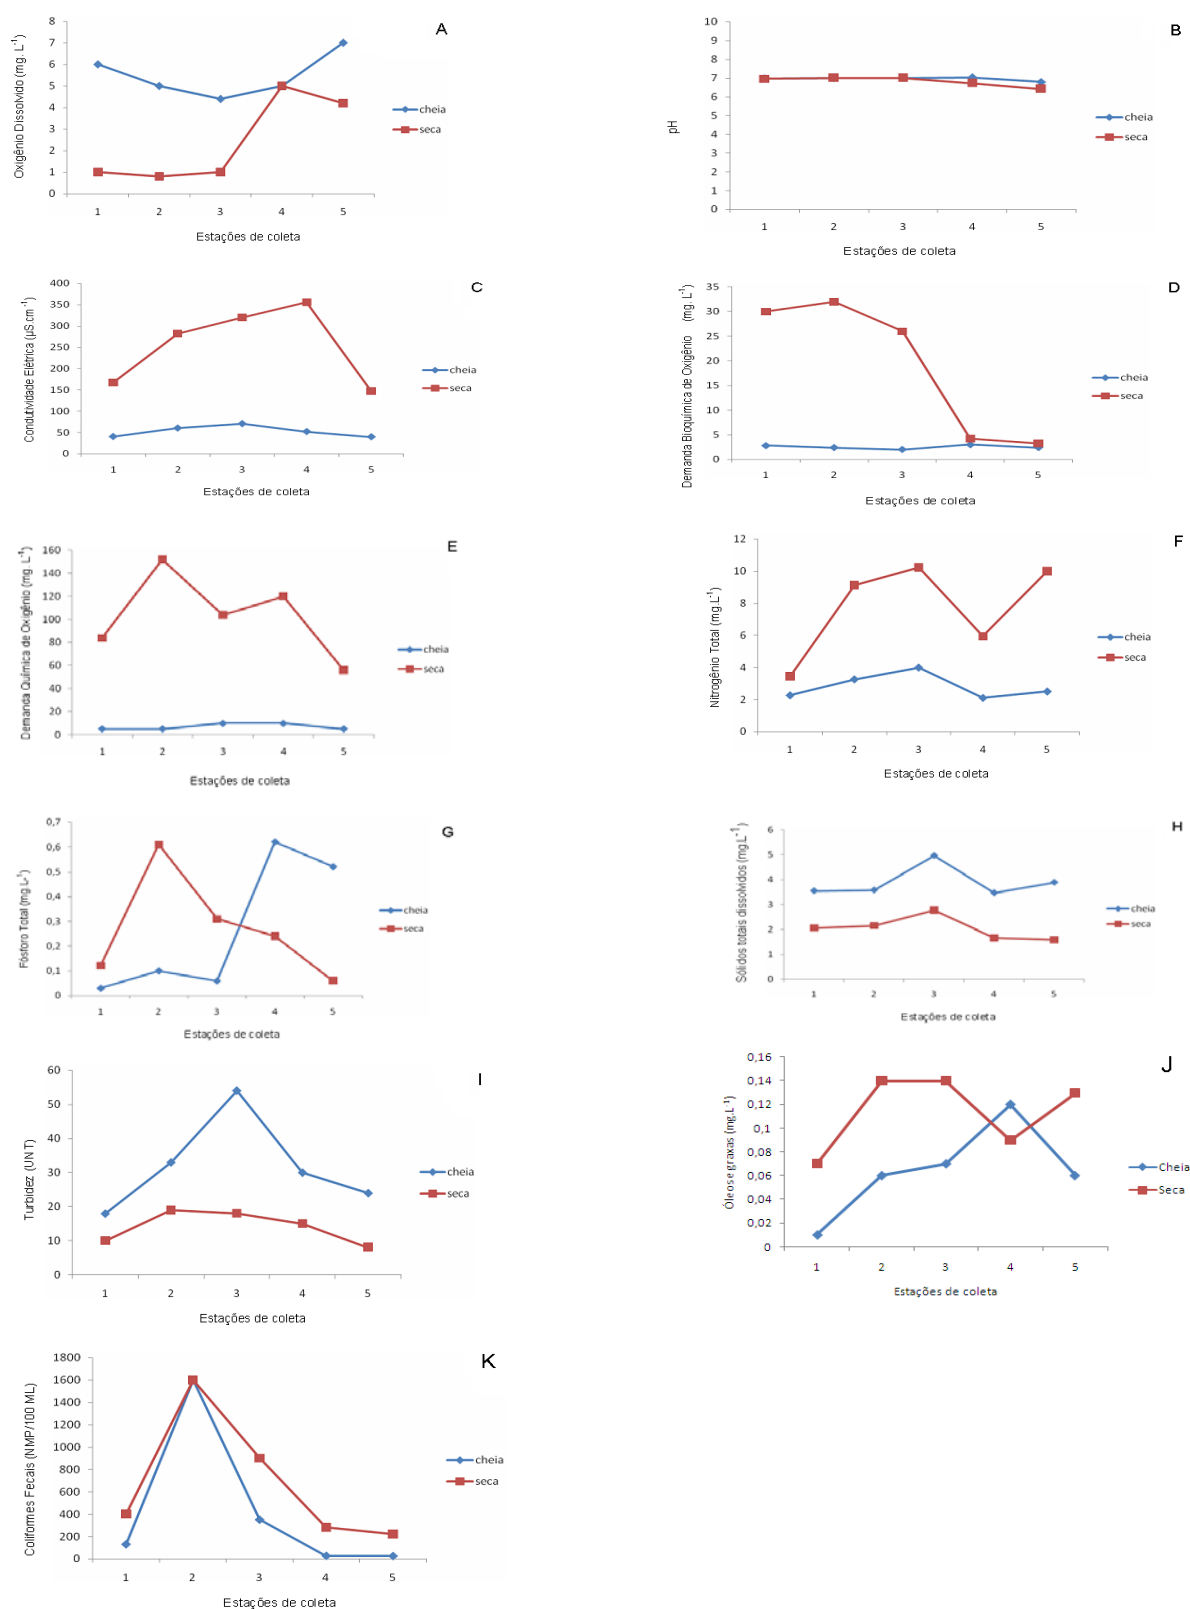 A
Oxigênio Dissolvido (mg. L-1)
8
7
6
5
4
3
2
1
0
1 2 3 4 5
Estações de coleta
cheia
seca
B
pH
10
9
8
7
6
5
4
3
2
1
0
1 2 3 4 5
Estações de coleta
cheia
seca
C
Condutividade Elétrica (µS.cm-1)
400
350
300
250
200
150
100
50
0
1 2 3 4 5
Estações de coleta
cheia
seca
D
Demanda Bioquímica de Oxigênio (mg. L-1)
35
30
25
20
15
10
5
0
1 2 3 4 5
Estações de coleta
cheia
seca
E
Demanda Química de Oxigênio (mg. L-1)
160
140
120
100
80
60
40
20
0
1 2 3 4 5
Estações de coleta
cheia
seca
F
Nitrogênio Total (mg.L-1)
12
10
8
6
4
2
0
1 2 3 4 5
Estações de coleta
cheia
seca
G
Fósforo Total (mg.L-1)
0,7
0,6
0,5
0,4
0,3
0,2
0,1
0
1 2 3 4 5
Estações de coleta
cheia
seca
H
Sólidos totais dissolvidos (mg.L-1)
6
5
4
3
2
1
0
1 2 3 4 5
Estações de coleta
cheia
seca
I
Turbidez (UNT)
60
50
40
30
20
10
0
1 2 3 4 5
Estações de coleta
cheia
seca
J
Óleos e graxas (mg.L-1)
0,16
0,14
0,12
0,1
0,08
0,06
0,04
0,02
0
1 2 3 4 5
Estações de coleta
Cheia
Seca
K
Coliformes Fecais (NMP/100 ML)
1800
1600
1400
1200
1000
800
600
400
200
0
1 2 3 4 5
Estações de coleta
cheia
seca